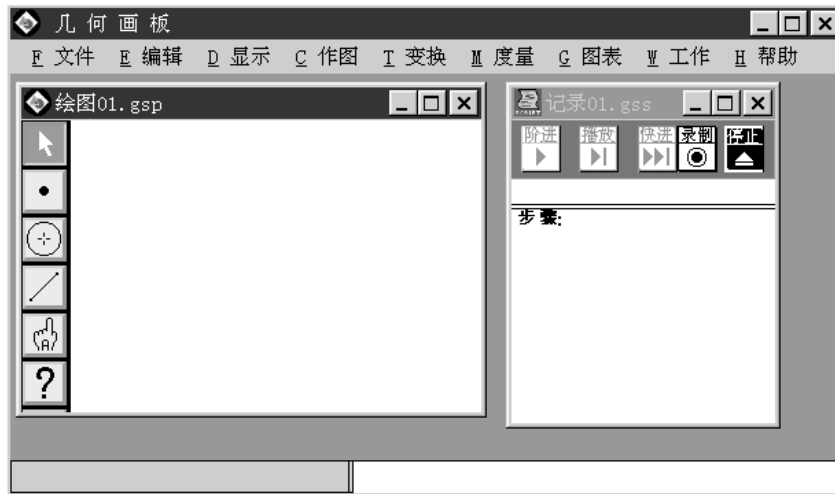 几何画板
F 文件 E 编辑 D 显示 C 作图 T 变换 M 度量 G 图表 W 工作 H 帮助
绘图01.gsp
SCRIPT 记录01.gss
阶进 播放 快进 录制 停止
步骤:
A
?